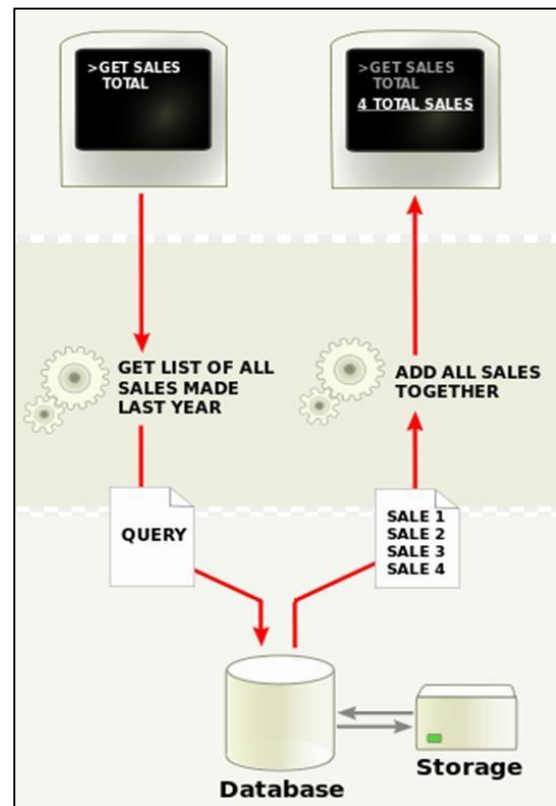 >GET SALES
TOTAL
>GET SALES
TOTAL
4 TOTAL SALES
GET LIST OF ALL
SALES MADE
LAST YEAR
ADD ALL SALES
TOGETHER
QUERY
SALE 1
SALE 2
SALE 3
SALE 4
Database
Storage